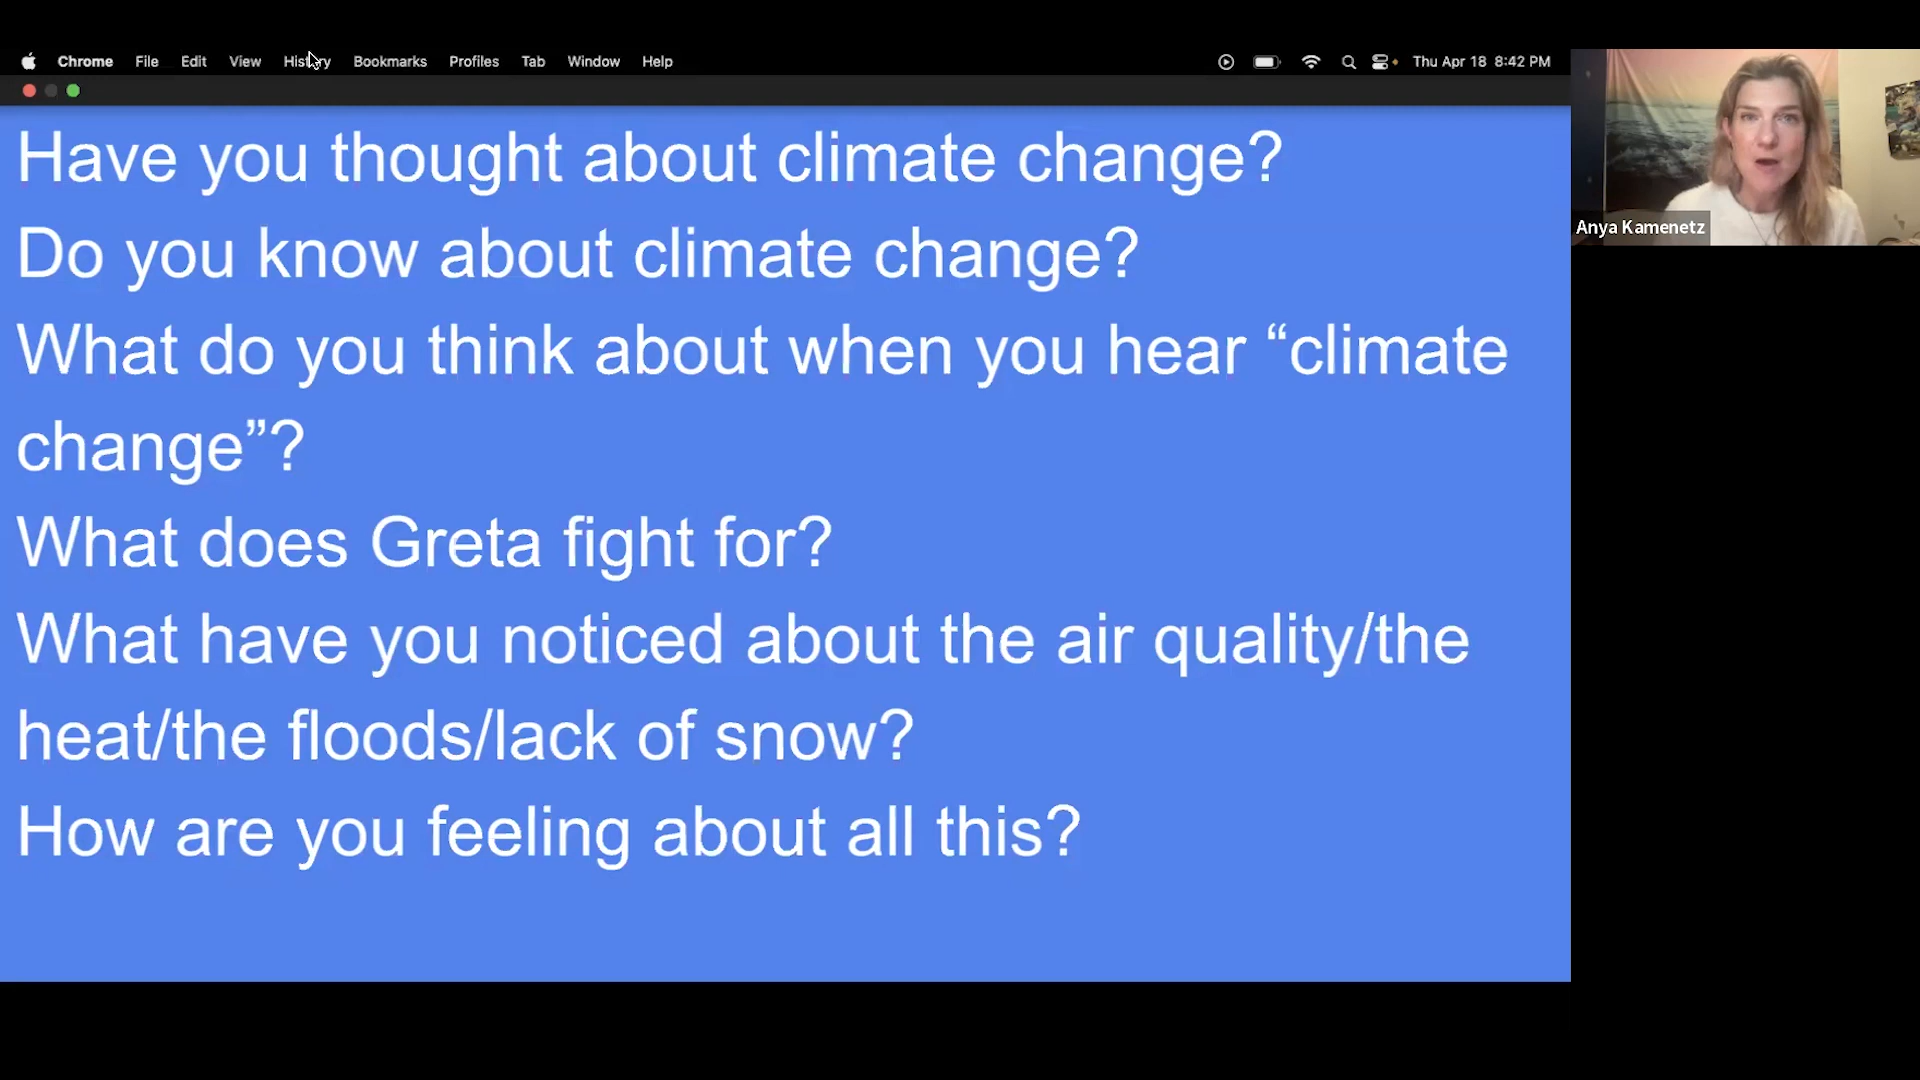 Chrome File Edit View History Bookmarks Profiles Tab Window Help Thu Apr 18 8:42 PM
Have you thought about climate change?
Do you know about climate change?
What do you think about when you hear “climate
change”?
What does Greta fight for?
What have you noticed about the air quality/the
heat/the floods/lack of snow?
How are you feeling about all this?
Anya Kamenetz